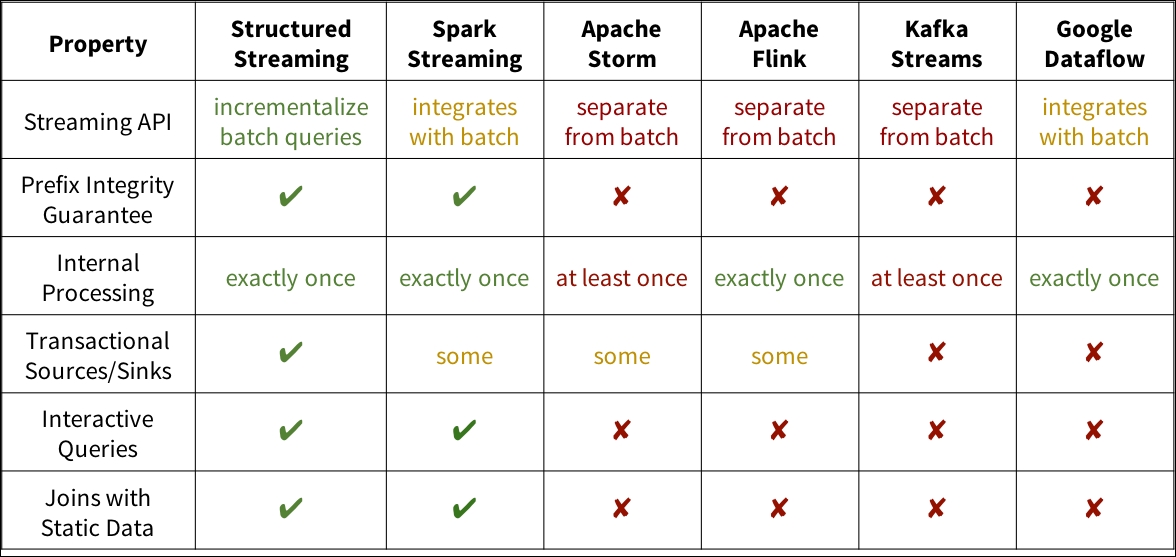 Property Structured Streaming Spark Streaming Apache Storm Apache Flink Kafka Streams Google Dataflow
Streaming API incrementalize batch queries integrates with batch separate from batch separate from batch separate from batch integrates with batch
Prefix Integrity Guarantee ✔ ✔ ✘ ✘ ✘ ✘
Internal Processing exactly once exactly once at least once exactly once at least once exactly once
Transactional Sources/Sinks ✔ some some some ✘ ✘
Interactive Queries ✔ ✔ ✘ ✘ ✘ ✘
Joins with Static Data ✔ ✔ ✘ ✘ ✘ ✘